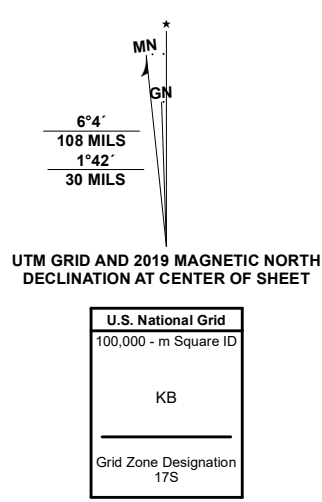 MN
GN
6°4´
108 MILS
1°42´
30 MILS
UTM GRID AND 2019 MAGNETIC NORTH
DECLINATION AT CENTER OF SHEET
U.S. National Grid
100,000 - m Square ID
KB
Grid Zone Designation
17S